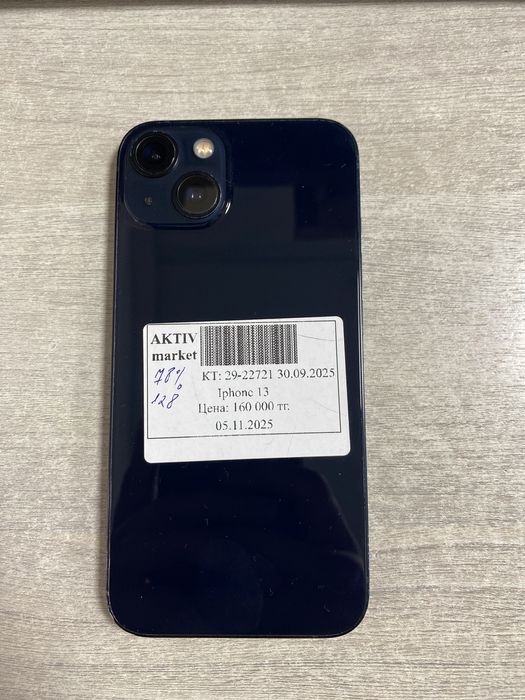 AKTIV
market
78%
128
КТ: 29-22721 30.09.2025
Iphone 13
Цена: 160 000 тг.
05.11.2025